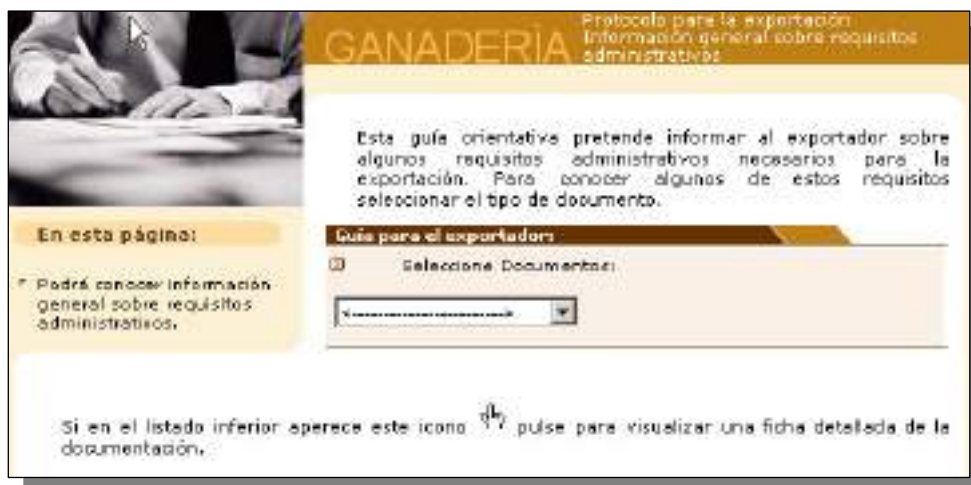 GANADERÌA
Protocolo para la exportación
Información general sobre requisitos
administrativos
Esta guía orientativa pretende informar al exportador sobre
algunos requisitos administrativos necesarios para la
exportación. Para conocer algunos de estos requisitos
seleccionar el tipo de documento.
En esta página:
Podrá conocer información
general sobre requisitos
administrativos.
Guía para el exportador:
Seleccione Documentos:
<-------------------------->
Si en el listado inferior aperece este icono pulse para visualizar una ficha detallada de la
documentación.